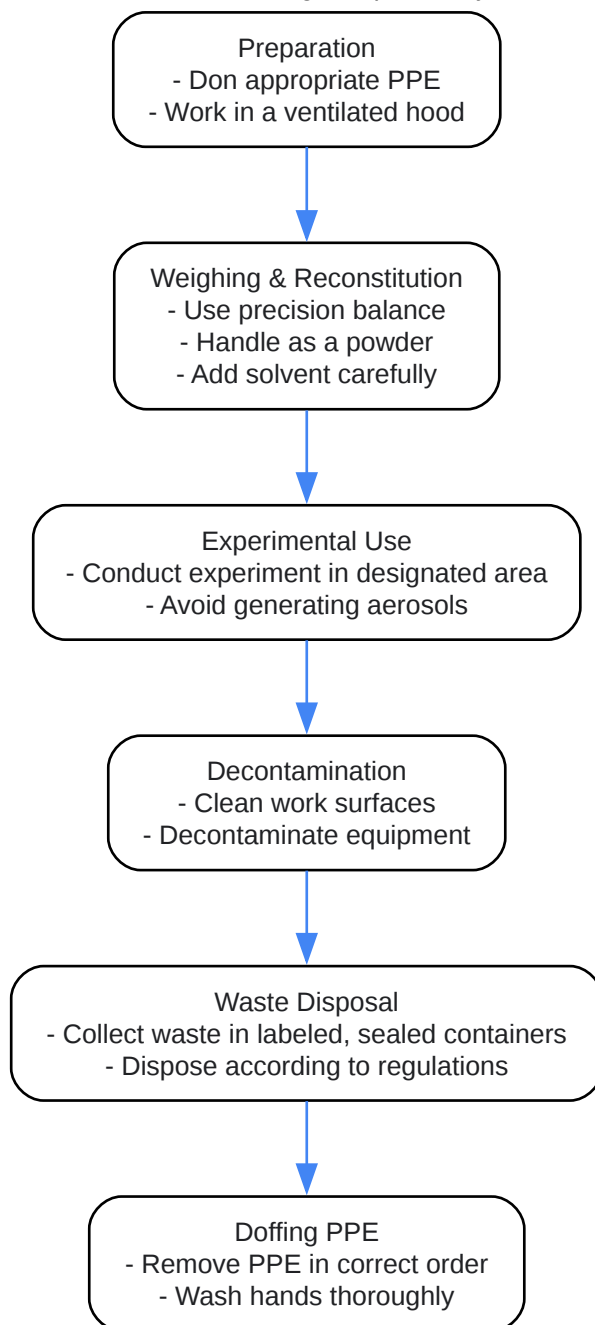 Preparation
- Don appropriate PPE
- Work in a ventilated hood
Weighing & Reconstitution
- Use precision balance
- Handle as a powder
- Add solvent carefully
Experimental Use
- Conduct experiment in designated area
- Avoid generating aerosols
Decontamination
- Clean work surfaces
- Decontaminate equipment
Waste Disposal
- Collect waste in labeled, sealed containers
- Dispose according to regulations
Doffing PPE
- Remove PPE in correct order
- Wash hands thoroughly